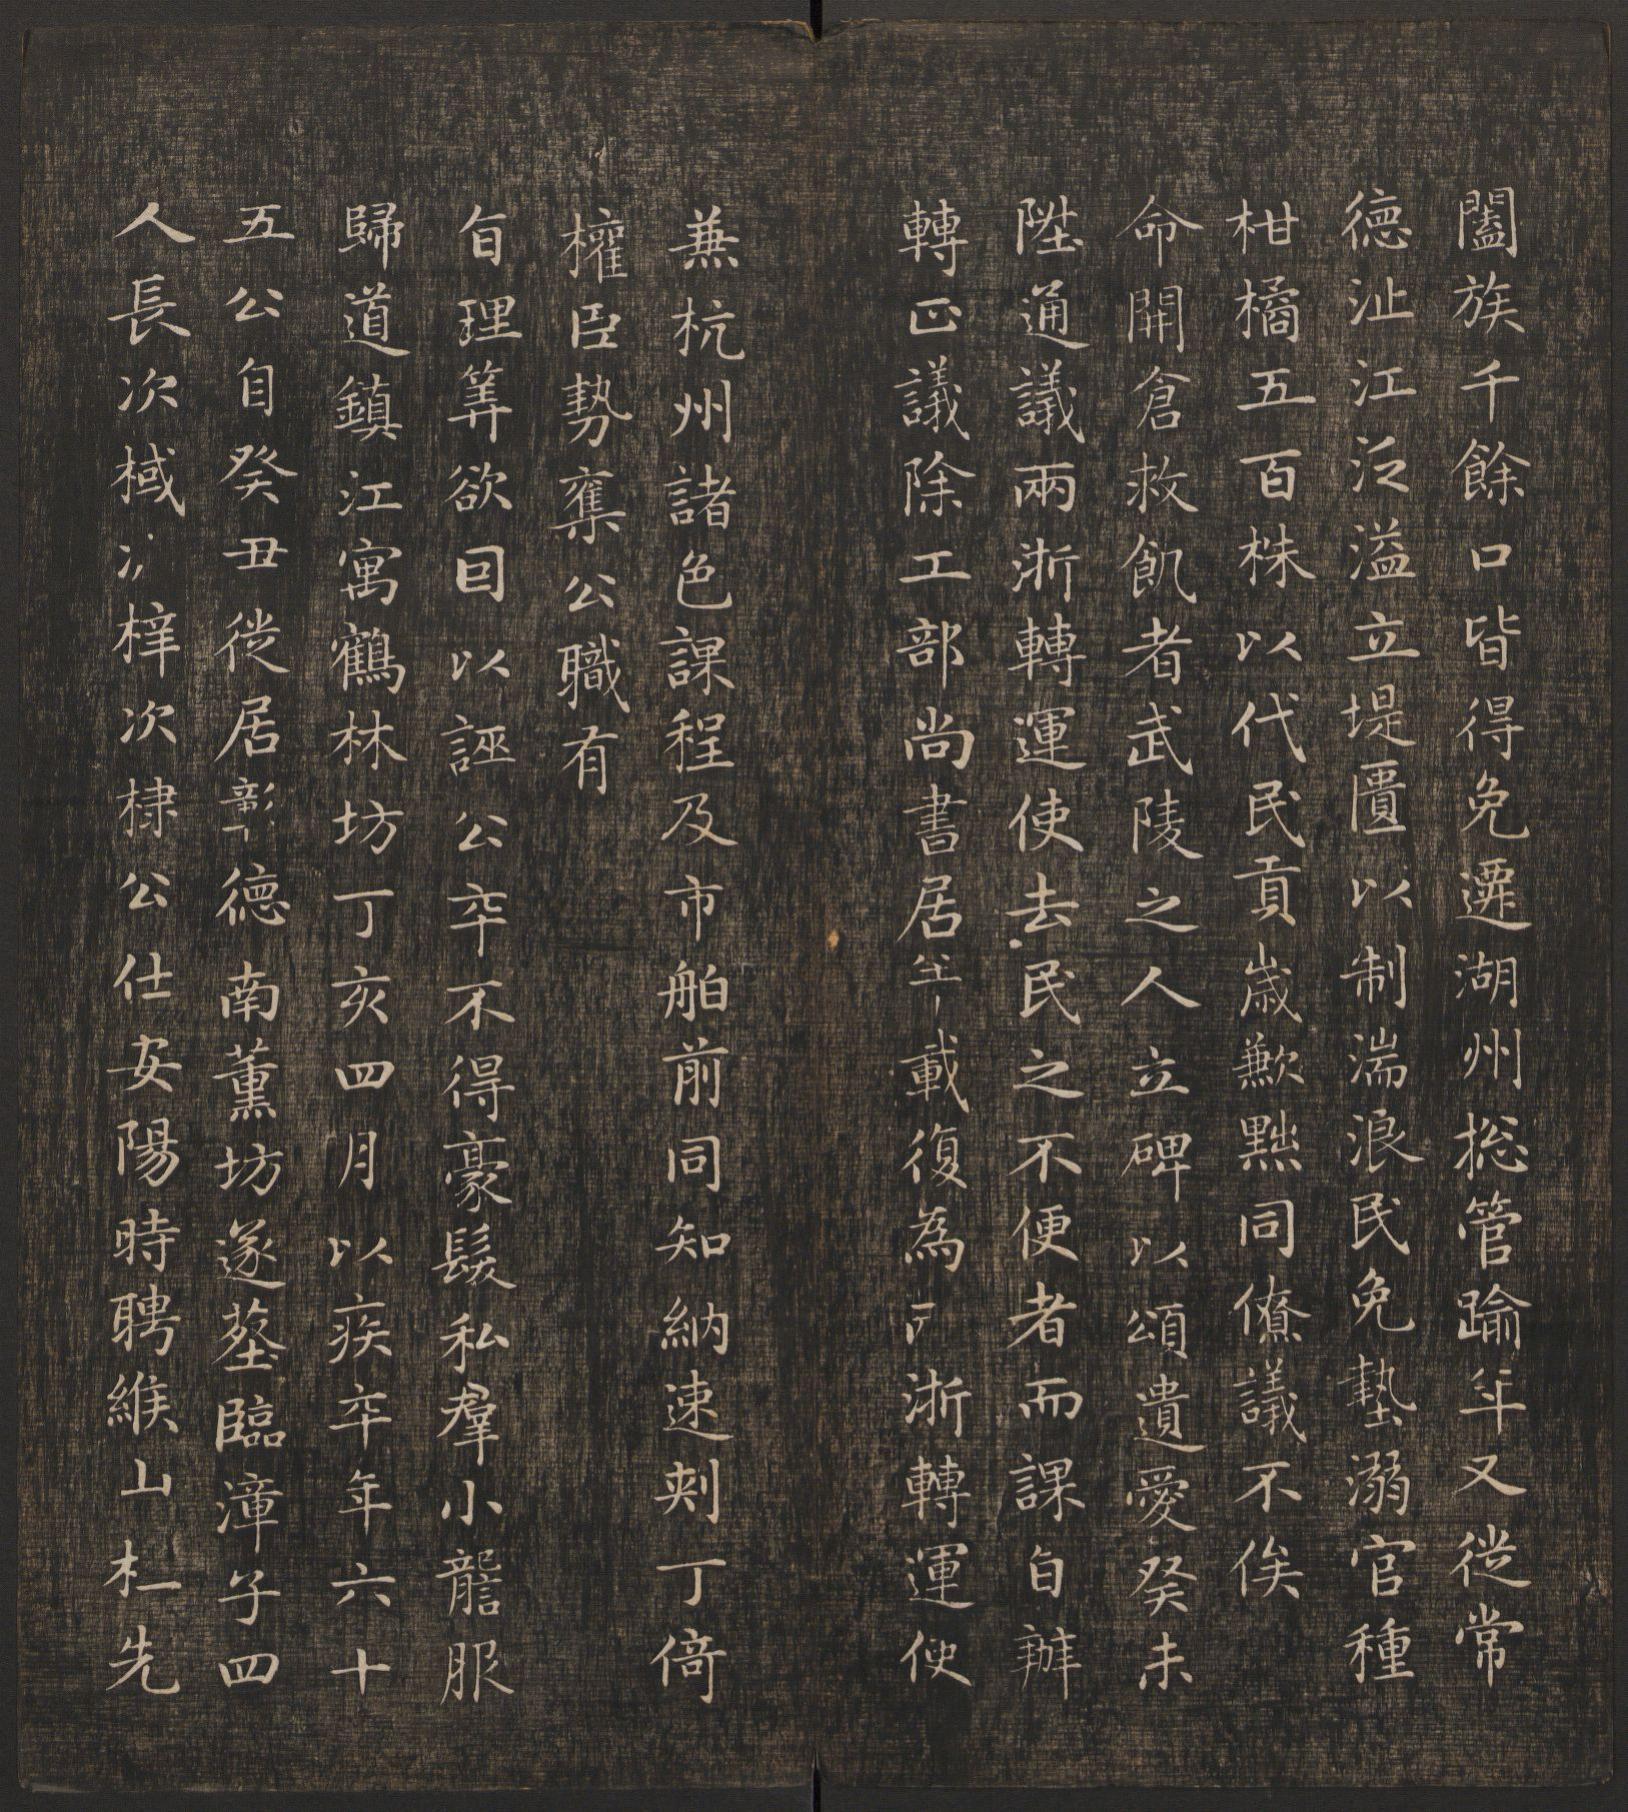 闔族千餘口皆得免遷湖州総管踰年又従常
德沚江泛溢立堤匱以制湍浪民免墊溺官種
柑橘五百株以代民貢歲歉黙同僚議不俟
命開倉救飢者武陵之人立碑以頌遺愛癸未
陞通議兩浙轉運使去民之不便者而課自辦
轉正議除工部尚書居半載復為兩浙轉運使
兼杭州諸色課程及市舶前同知納速剌丁倚
權臣勢奪公職有
旨理筭欲因以誣公卒不得豪髮私羣小讋服
歸道鎮江寓鶴林坊丁亥四月以疾卒年六十
五公自癸丑徙居彰德南薰坊遂塟臨漳子四
人長次棫次梓次棣公仕安陽時聘緱山杜先